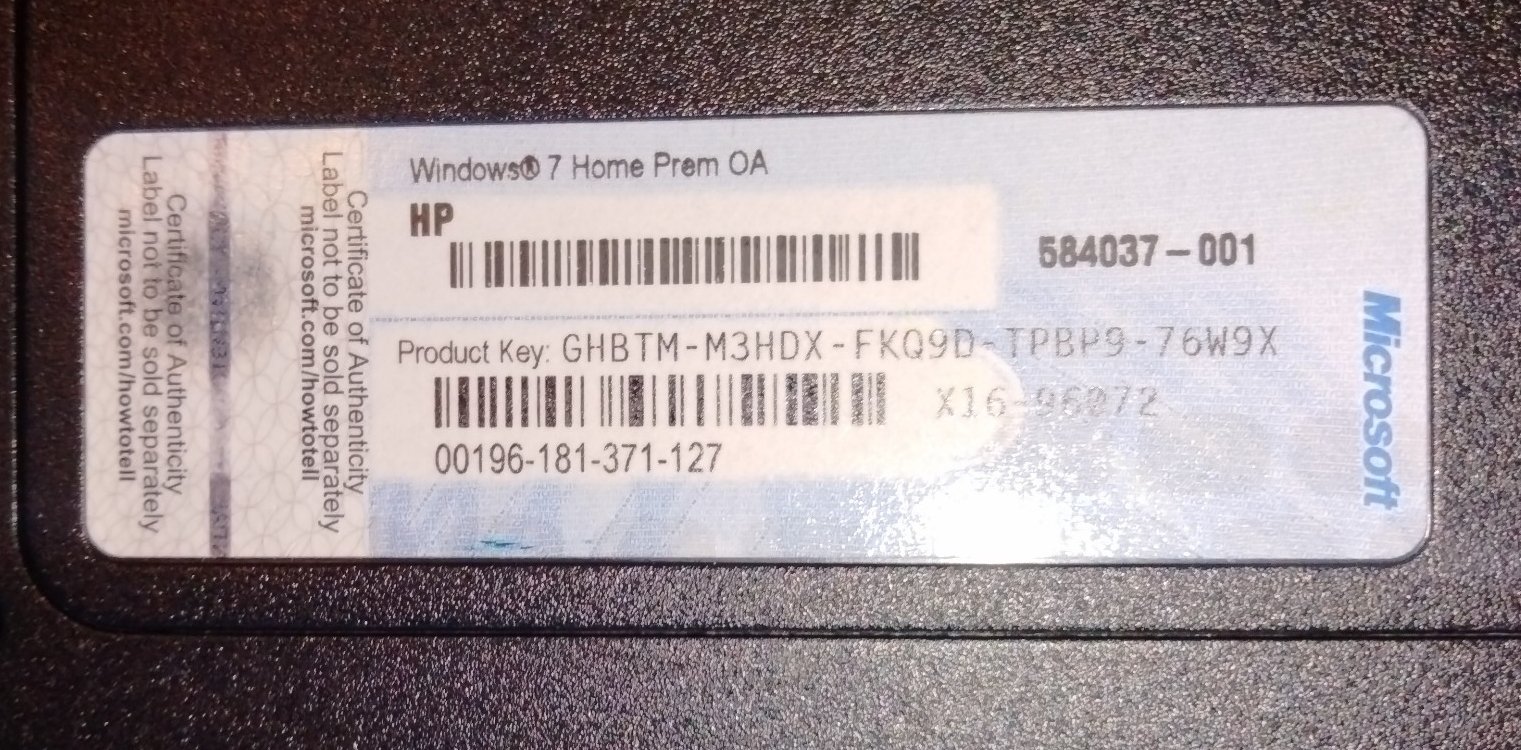 Certificate of Authenticity
Label not to be sold separately
microsoft.com/howtotell
Certificate of Authenticity
Label not to be sold separately
microsoft.com/howtotell
Windows® 7 Home Prem OA
HP
584037-001
Product Key: GHBTM-M3HDX-FKQ9D-TPBP9-76W9X
X16-96072
00196-181-371-127
Microsoft